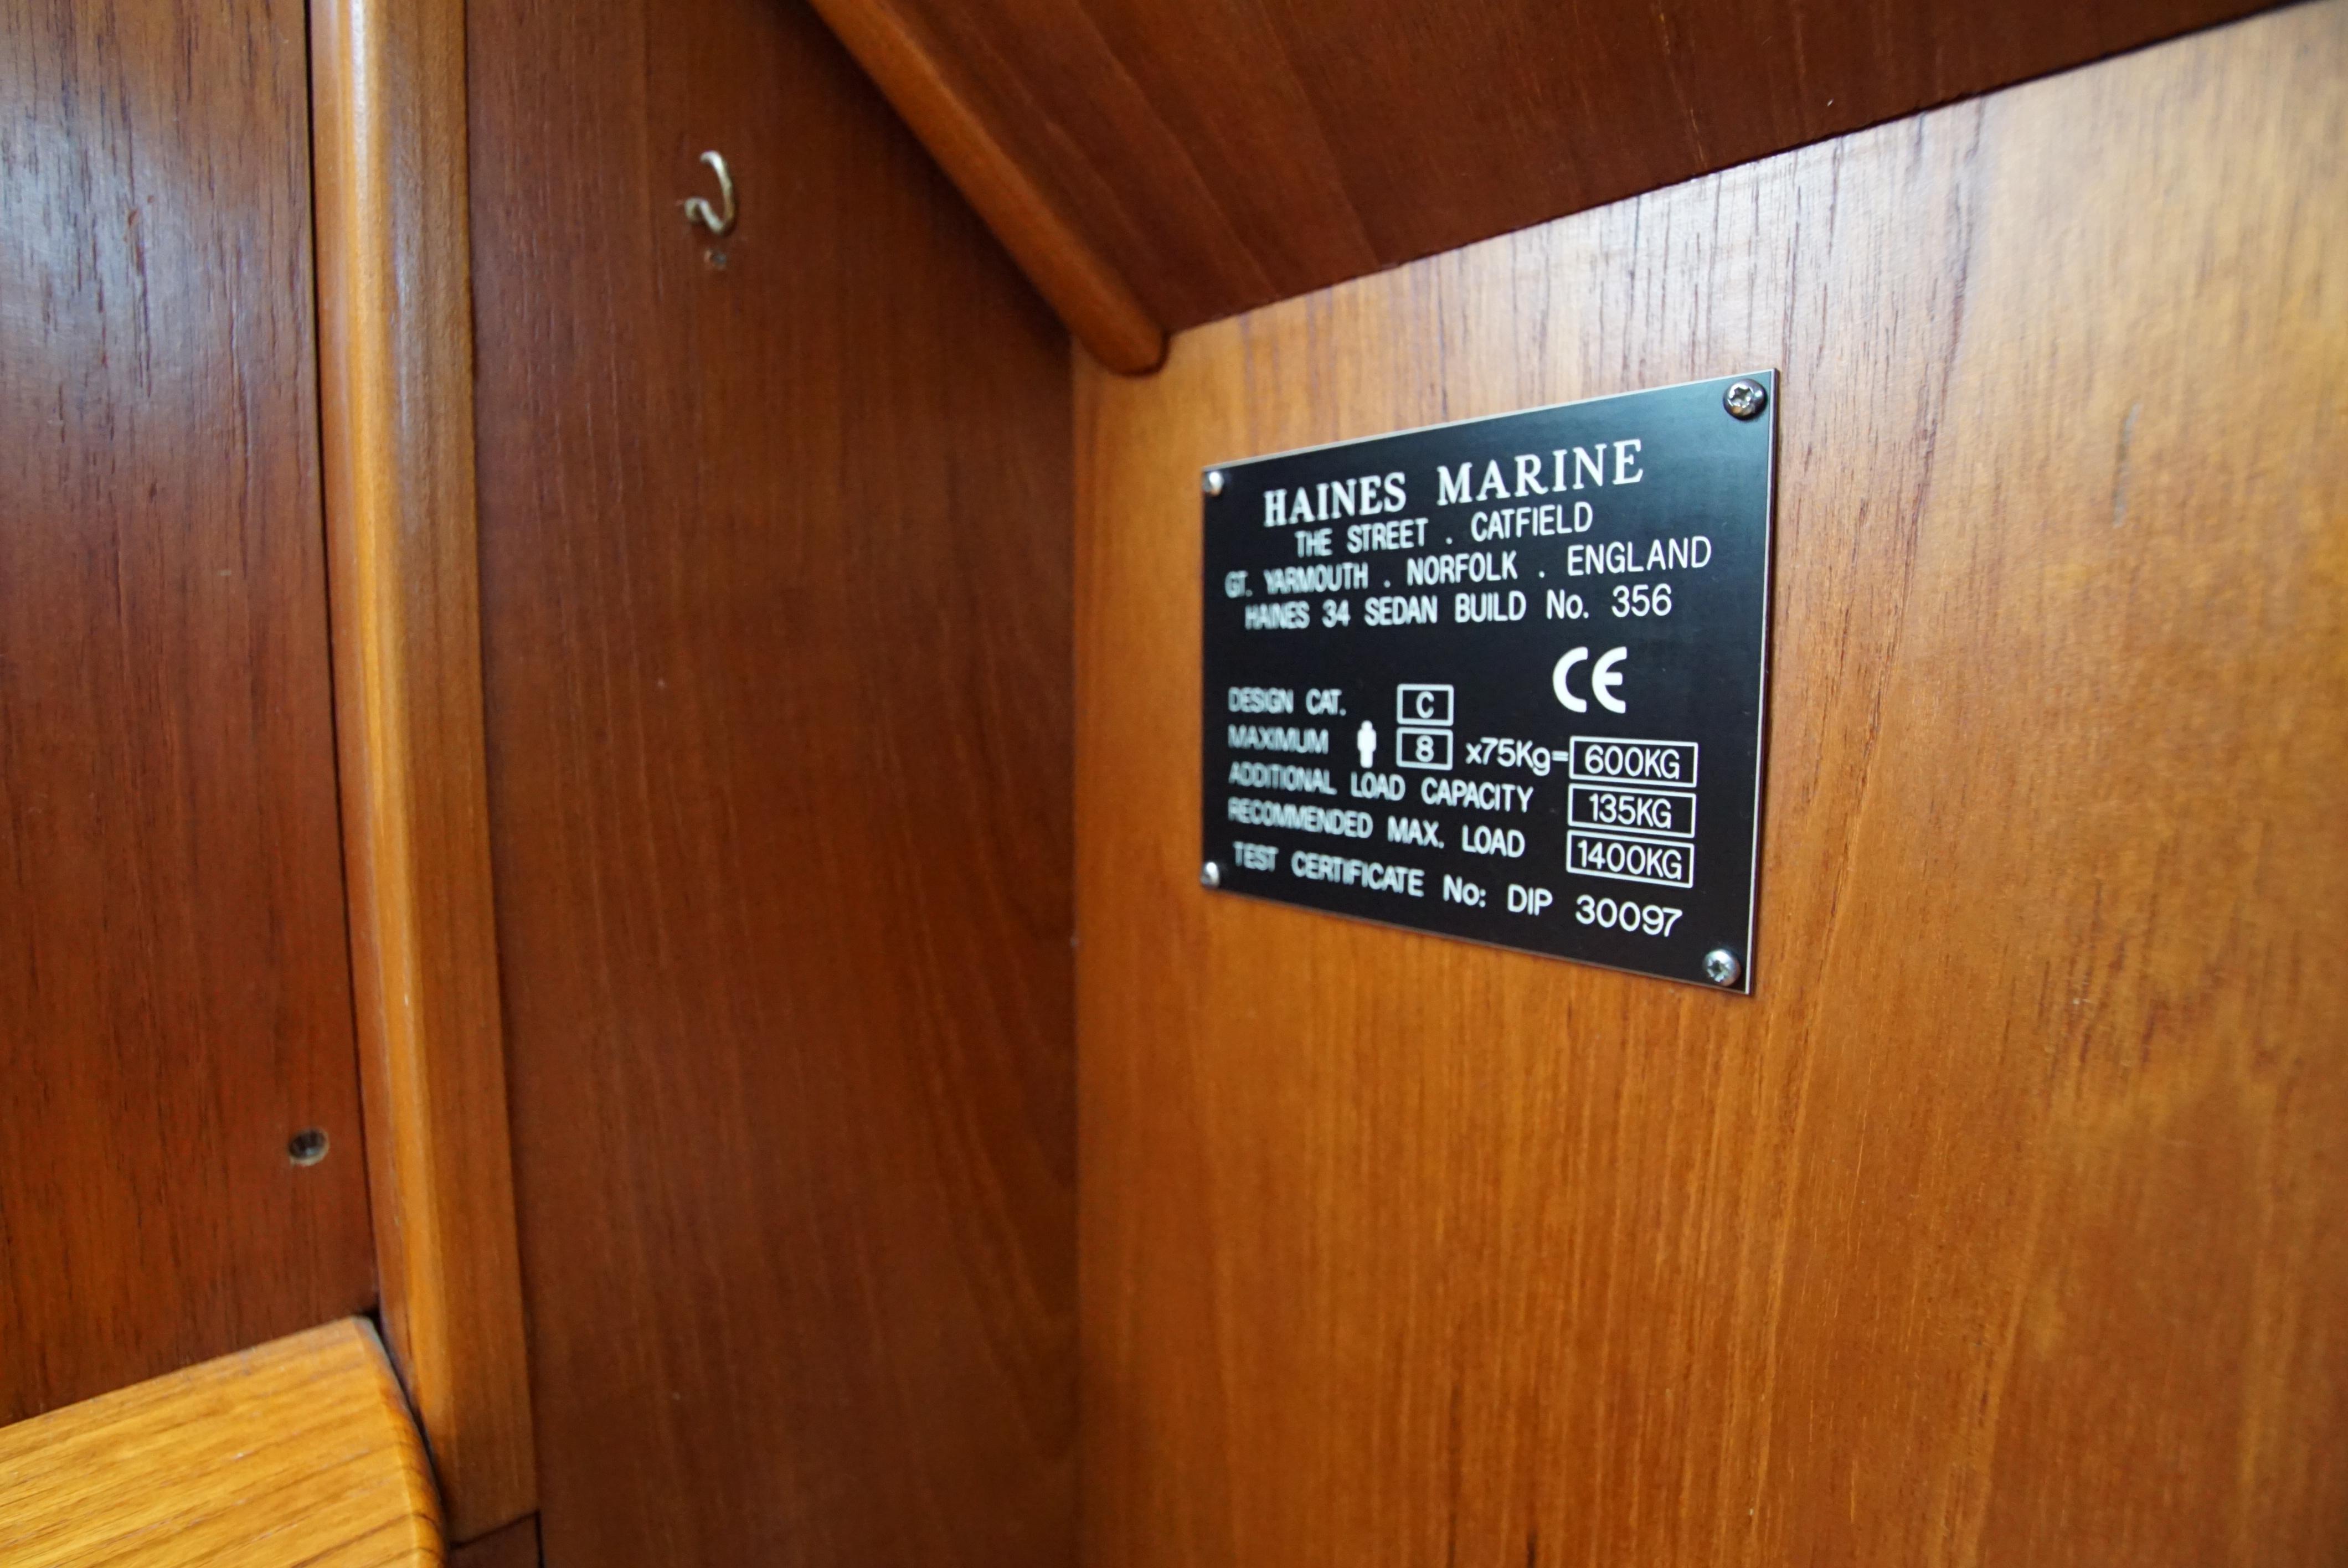 HAINES MARINE
THE STREET . CATFIELD
GT. YARMOUTH . NORFOLK . ENGLAND
HAINES 34 SEDAN BUILD No. 356
CE
DESIGN CAT. C
MAXIMUM 8 x75Kg= 600KG
ADDITIONAL LOAD CAPACITY 135KG
RECOMMENDED MAX. LOAD 1400KG
TEST CERTIFICATE No: DIP 30097